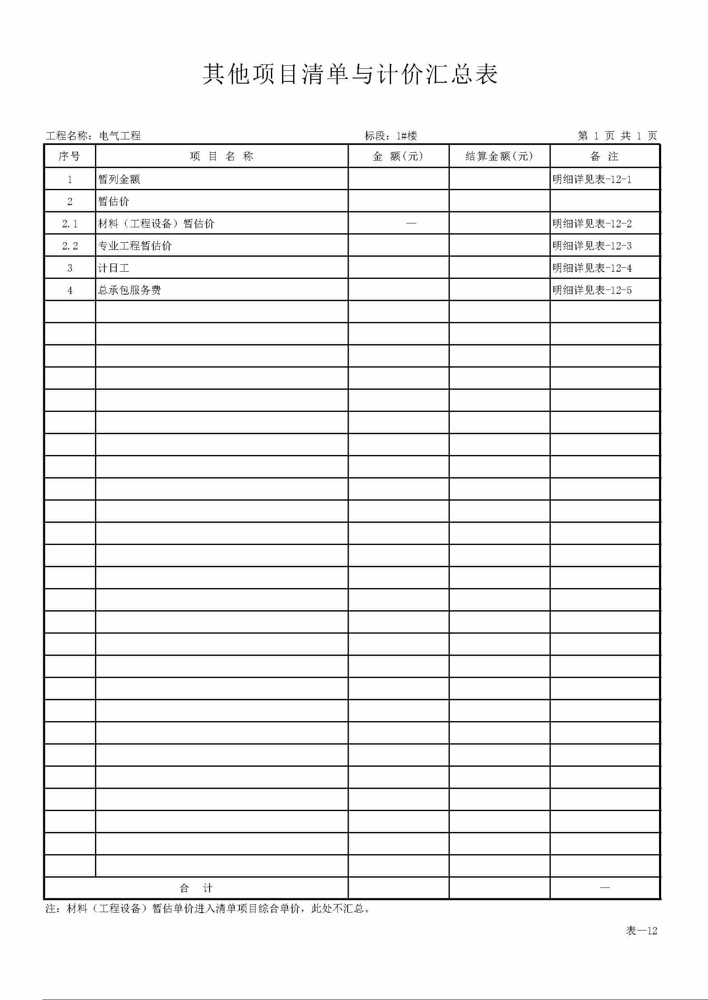 其他项目清单与计价汇总表
工程名称：电气工程 标段：1#楼 第 1 页 共 1 页
序号 项 目 名 称 金 额(元) 结算金额(元) 备 注
1 暂列金额 明细详见表-12-1
2 暂估价
2.1 材料（工程设备）暂估价 — 明细详见表-12-2
2.2 专业工程暂估价 明细详见表-12-3
3 计日工 明细详见表-12-4
4 总承包服务费 明细详见表-12-5
合 计 —
注：材料（工程设备）暂估单价进入清单项目综合单价，此处不汇总。
表—12